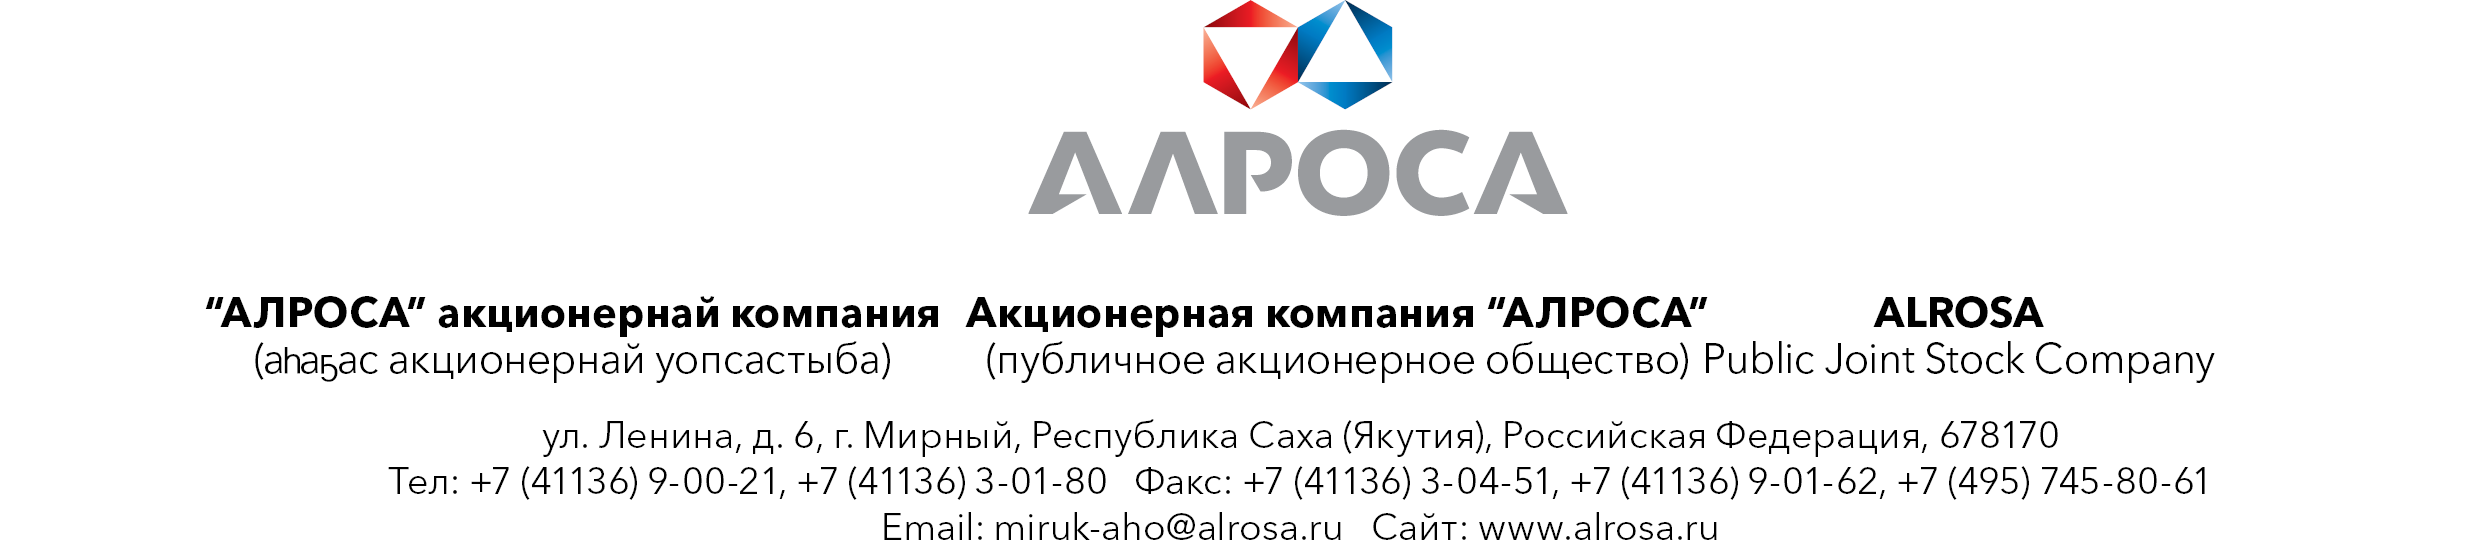 АЛРОСА
“АЛРОСА” акционернай компания Акционерная компания “АЛРОСА” ALROSA
(аһаҕас акционернай уопсастыба) (публичное акционерное общество) Public Joint Stock Company
ул. Ленина, д. 6, г. Мирный, Республика Саха (Якутия), Российская Федерация, 678170
Тел: +7 (41136) 9-00-21, +7 (41136) 3-01-80 Факс: +7 (41136) 3-04-51, +7 (41136) 9-01-62, +7 (495) 745-80-61
Email: miruk-aho@alrosa.ru Сайт: www.alrosa.ru